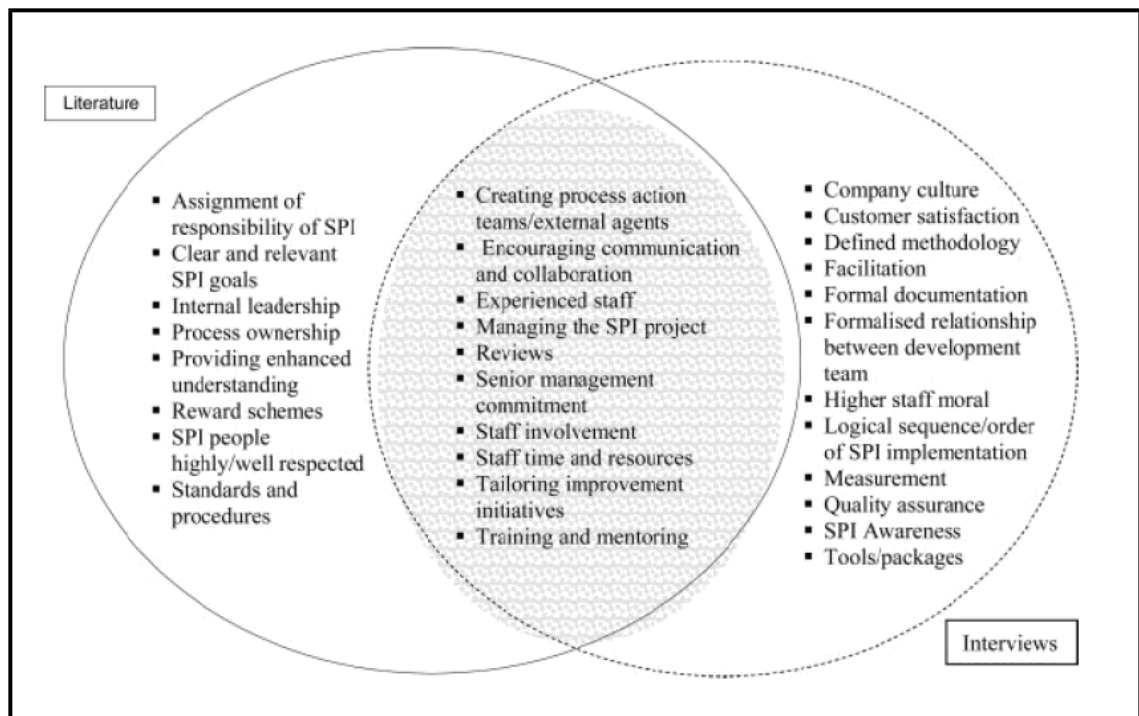 Literature
▪ Assignment of
responsibility of SPI
▪ Clear and relevant
SPI goals
▪ Internal leadership
▪ Process ownership
▪ Providing enhanced
understanding
▪ Reward schemes
▪ SPI people
highly/well respected
▪ Standards and
procedures
▪ Creating process action
teams/external agents
▪ Encouraging communication
and collaboration
▪ Experienced staff
▪ Managing the SPI project
▪ Reviews
▪ Senior management
commitment
▪ Staff involvement
▪ Staff time and resources
▪ Tailoring improvement
initiatives
▪ Training and mentoring
▪ Company culture
▪ Customer satisfaction
▪ Defined methodology
▪ Facilitation
▪ Formal documentation
▪ Formalised relationship
between development
team
▪ Higher staff moral
▪ Logical sequence/order
of SPI implementation
▪ Measurement
▪ Quality assurance
▪ SPI Awareness
▪ Tools/packages
Interviews